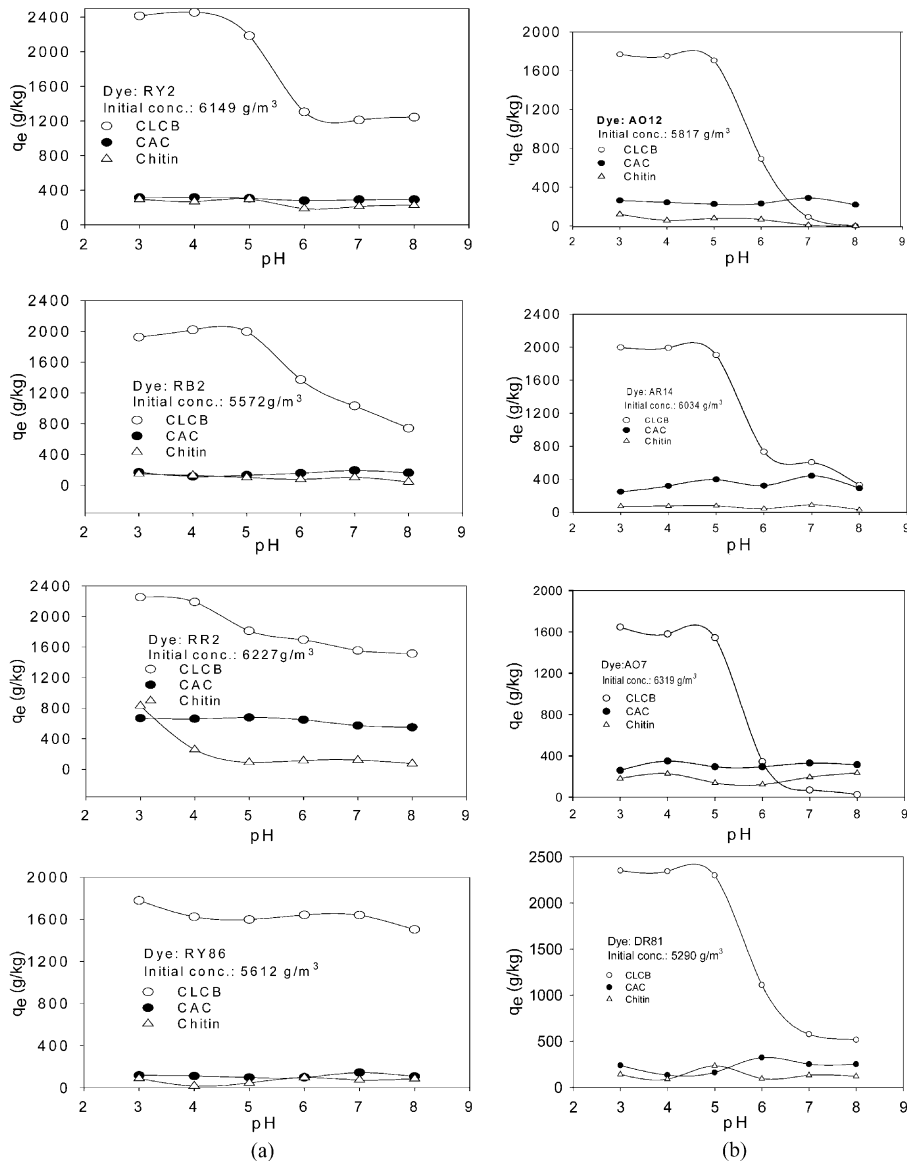 2400
2000
1600
1200
800
400
0
qe (g/kg)
Dye: RY2
Initial conc.: 6149 g/m³
CLCB
CAC
Chitin
2 3 4 5 6 7 8 9
pH
2400
2000
1600
1200
800
400
0
qe (g/kg)
Dye: RB2
Initial conc.: 5572g/m³
CLCB
CAC
Chitin
2 3 4 5 6 7 8 9
pH
2400
2000
1600
1200
800
400
0
qe (g/kg)
Dye: RR2
Initial conc.: 6227g/m³
CLCB
CAC
Chitin
2 3 4 5 6 7 8 9
pH
2000
1600
1200
800
400
0
qe (g/kg)
Dye: RY86
Initial conc.: 5612 g/m³
CLCB
CAC
Chitin
2 3 4 5 6 7 8 9
pH
(a)
2000
1600
1200
800
400
0
'qe (g/kg)
Dye: AO12
Initial conc.: 5817 g/m³
CLCB
CAC
Chitin
2 3 4 5 6 7 8 9
pH
2400
2000
1600
1200
800
400
0
qe (g/kg)
Dye: AR14
Initial conc.: 6034 g/m³
CLCB
CAC
Chitin
2 3 4 5 6 7 8 9
pH
2000
1600
1200
800
400
0
qe (g/kg)
Dye:AO7
Initial conc.: 6319 g/m³
CLCB
CAC
Chitin
2 3 4 5 6 7 8 9
pH
2500
2000
1500
1000
500
0
qe (g/kg)
Dye: DR81
Initial conc.: 5290 g/m³
CLCB
CAC
Chitin
2 3 4 5 6 7 8 9
pH
(b)